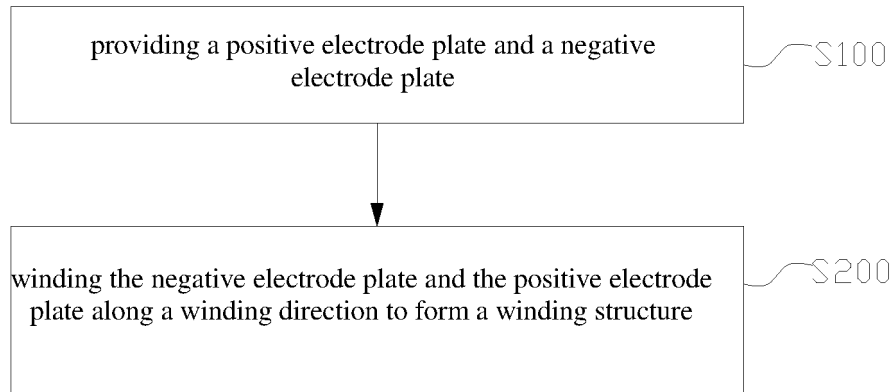 providing a positive electrode plate and a negative
electrode plate
S100
winding the negative electrode plate and the positive electrode
plate along a winding direction to form a winding structure
S200